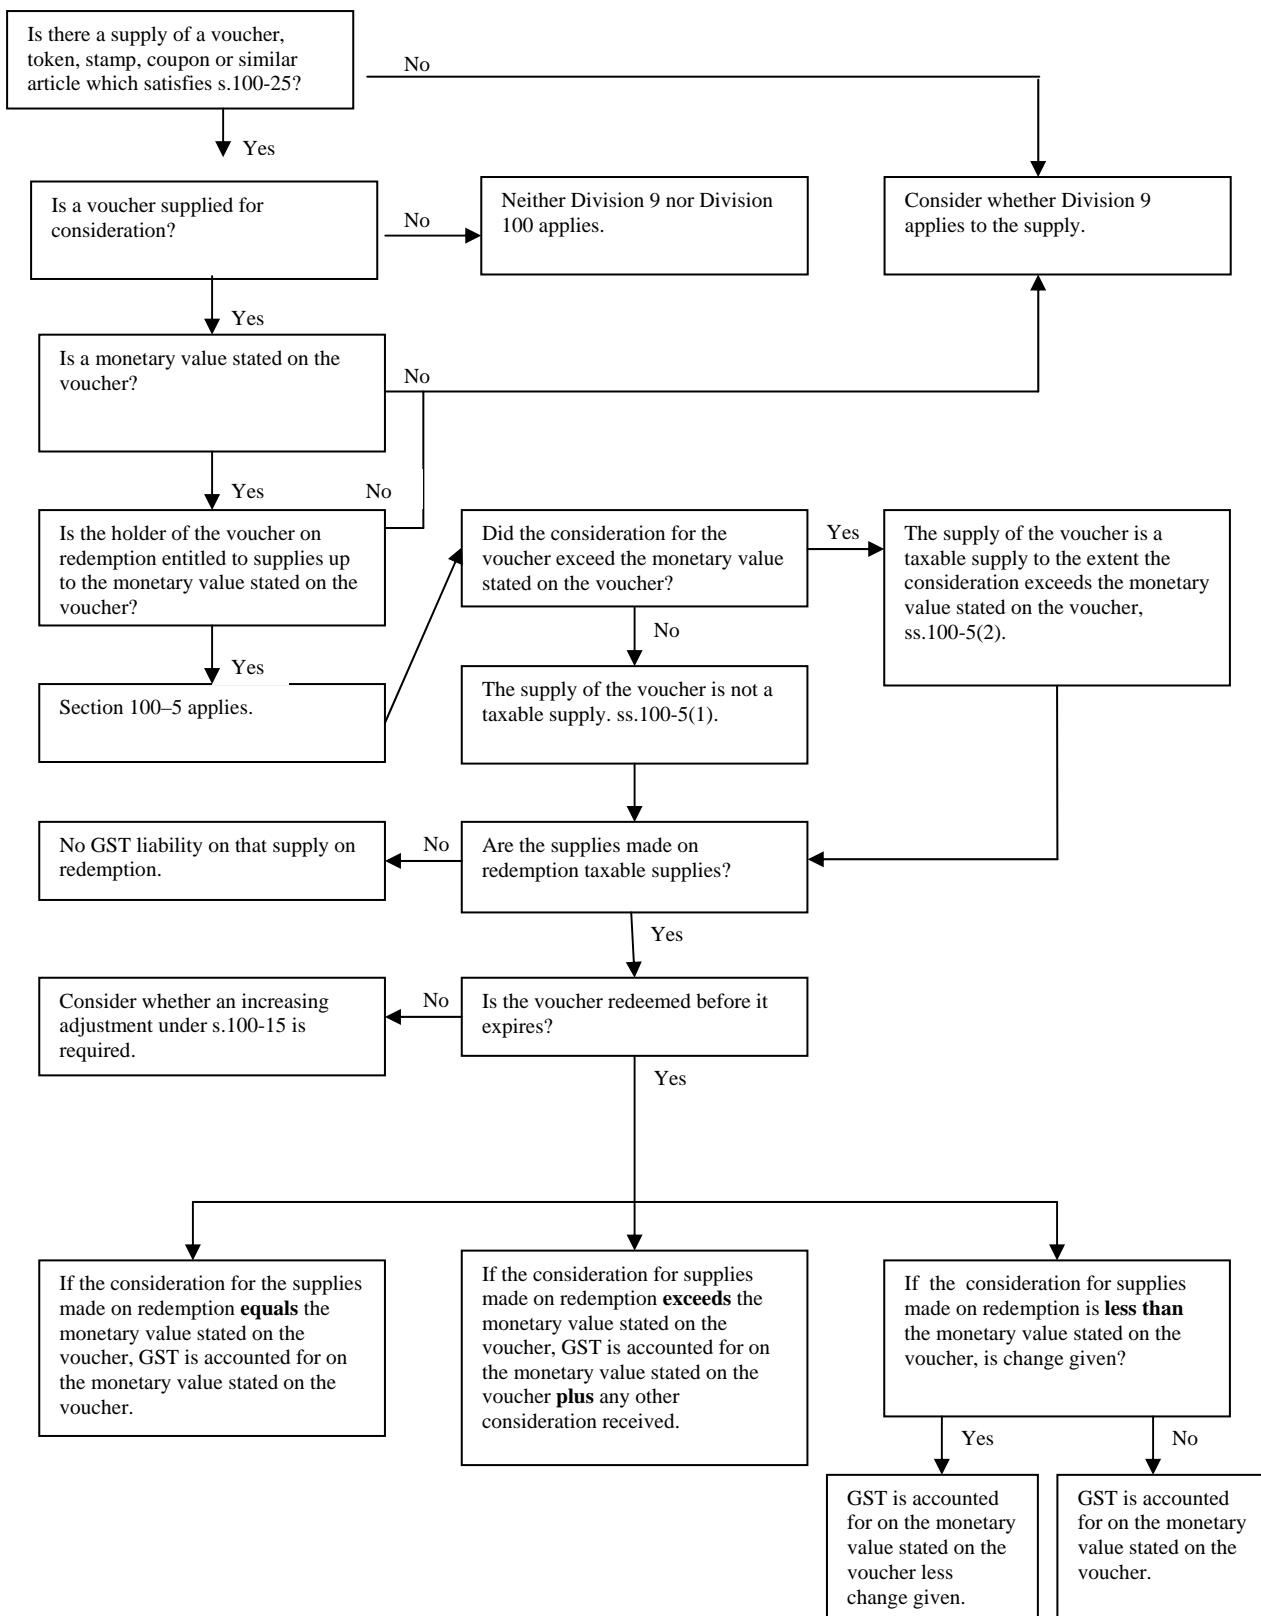 Is there a supply of a voucher,
token, stamp, coupon or similar
article which satisfies s.100-25?
No
Yes
Is a voucher supplied for
consideration?
No
Neither Division 9 nor Division
100 applies.
Consider whether Division 9
applies to the supply.
Yes
Is a monetary value stated on the
voucher?
No
Yes
No
Is the holder of the voucher on
redemption entitled to supplies up
to the monetary value stated on the
voucher?
Did the consideration for the
voucher exceed the monetary value
stated on the voucher?
Yes
The supply of the voucher is a
taxable supply to the extent the
consideration exceeds the monetary
value stated on the voucher,
ss.100-5(2).
Yes
No
Section 100–5 applies.
The supply of the voucher is not a
taxable supply. ss.100-5(1).
No GST liability on that supply on
redemption.
No
Are the supplies made on
redemption taxable supplies?
Yes
Consider whether an increasing
adjustment under s.100-15 is
required.
No
Is the voucher redeemed before it
expires?
Yes
If the consideration for the supplies
made on redemption equals the
monetary value stated on the
voucher, GST is accounted for on
the monetary value stated on the
voucher.
If the consideration for supplies
made on redemption exceeds the
monetary value stated on the
voucher, GST is accounted for on
the monetary value stated on the
voucher plus any other
consideration received.
If the consideration for supplies
made on redemption is less than
the monetary value stated on the
voucher, is change given?
Yes
No
GST is accounted
for on the monetary
value stated on the
voucher less
change given.
GST is accounted
for on the monetary
value stated on the
voucher.